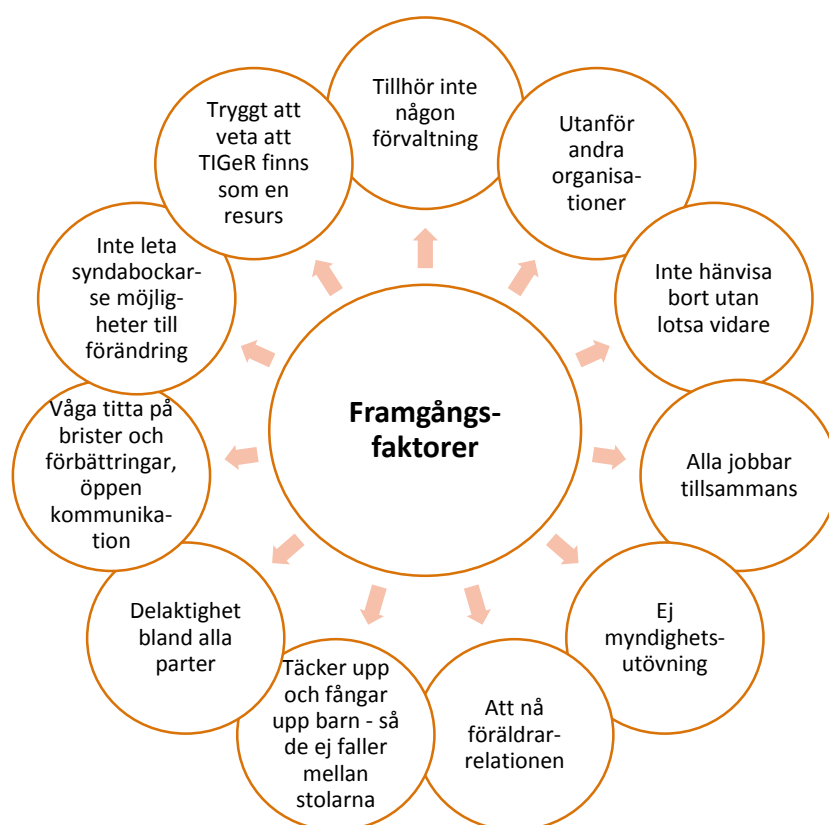 Framgångs-
faktorer
Tillhör inte
någon
förvaltning
Utanför
andra
organisa-
tioner
Inte hänvisa
bort utan
lotsa vidare
Alla jobbar
tillsammans
Ej
myndighets-
utövning
Att nå
föräldrar-
relationen
Täcker upp
och fångar
upp barn - så
de ej faller
mellan
stolarna
Delaktighet
bland alla
parter
Våga titta på
brister och
förbättringar,
öppen
kommunika-
tion
Inte leta
syndabockar-
se möjlig-
heter till
förändring
Tryggt att
veta att
TIGeR finns
som en
resurs